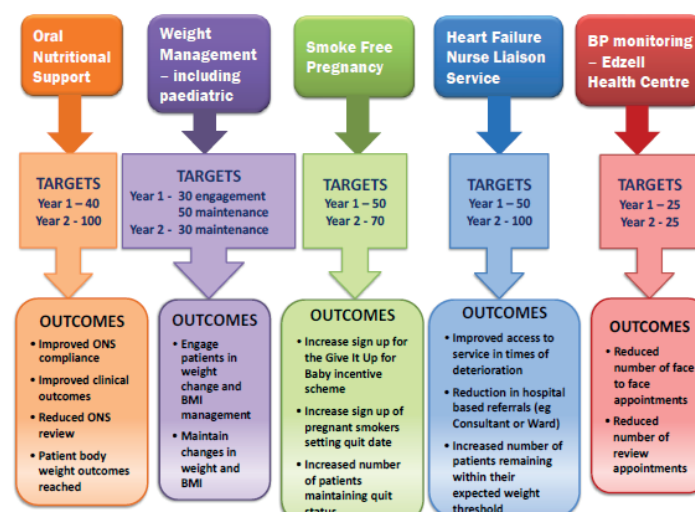 Oral
Nutritional
Support
Weight
Management
– including
paediatric
Smoke Free
Pregnancy
Heart Failure
Nurse Liaison
Service
BP monitoring
– Edzell
Health Centre
TARGETS
Year 1 – 40
Year 2 - 100
TARGETS
Year 1 - 30 engagement
50 maintenance
Year 2 - 30 maintenance
TARGETS
Year 1 – 50
Year 2 - 70
TARGETS
Year 1 – 50
Year 2 - 100
TARGETS
Year 1 – 25
Year 2 - 25
OUTCOMES
• Improved ONS
compliance
• Improved clinical
outcomes
• Reduced ONS
review
• Patient body
weight outcomes
reached
OUTCOMES
• Engage
patients in
weight change
and BMI
management
• Maintain
changes in
weight and
BMI
OUTCOMES
• Increase sign up for
the Give It Up for
Baby incentive
scheme
• Increase sign up of
pregnant smokers
setting quit date
• Increased number
of patients
maintaining quit
status
OUTCOMES
• Improved access to
service in times of
deterioration
• Reduction in hospital
based referrals (eg
Consultant or Ward)
• Increased number of
patients remaining
within their
expected weight
threshold
OUTCOMES
• Reduced
number of face
to face
appointments
• Reduced
number of
review
appointments